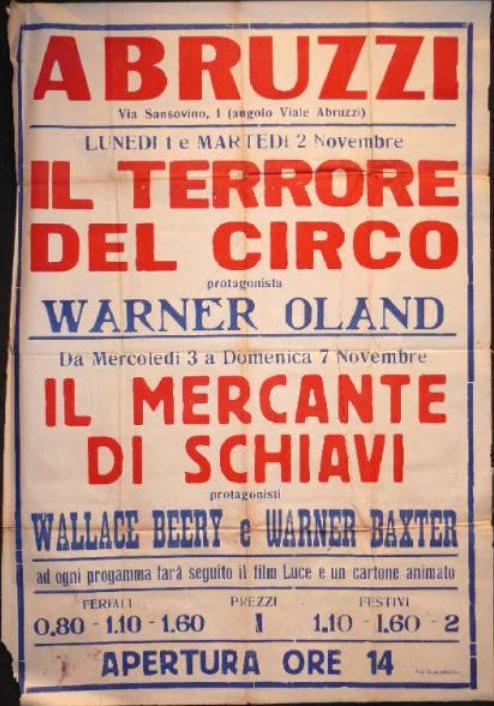 ABRUZZI
Via Sansovino, 1 (angolo Viale Abruzzi)
LUNEDI 1 e MARTEDI 2 Novembre
IL TERRORE
DEL CIRCO
protagonista
WARNER OLAND
Da Mercoledi 3 a Domenica 7 Novembre
IL MERCANTE
DI SCHIAVI
protagonisti
WALLACE BEERY e WARNER BAXTER
ad ogni progamma farà seguito il film Luce e un cartone animato
FERIALI PREZZI FESTIVI
0.80 - 1.10 - 1.60 1.10 - 1.60 - 2
APERTURA ORE 14